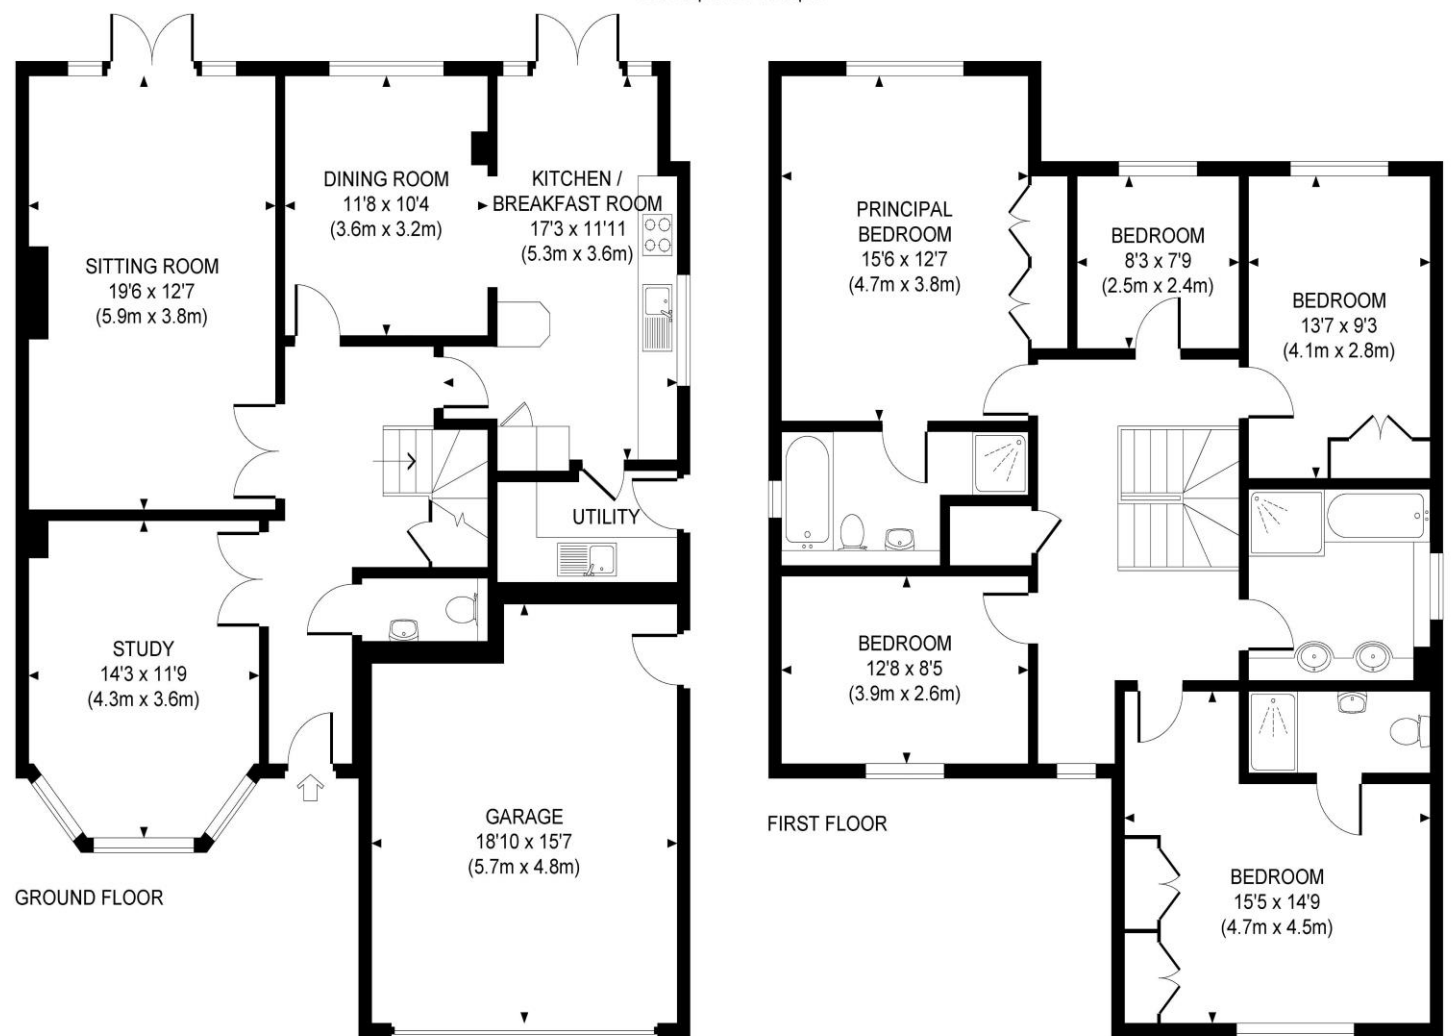 SITTING ROOM
19'6 x 12'7
(5.9m x 3.8m)
DINING ROOM
11'8 x 10'4
(3.6m x 3.2m)
KITCHEN /
BREAKFAST ROOM
17'3 x 11'11
(5.3m x 3.6m)
UTILITY
STUDY
14'3 x 11'9
(4.3m x 3.6m)
GARAGE
18'10 x 15'7
(5.7m x 4.8m)
GROUND FLOOR
PRINCIPAL
BEDROOM
15'6 x 12'7
(4.7m x 3.8m)
BEDROOM
8'3 x 7'9
(2.5m x 2.4m)
BEDROOM
13'7 x 9'3
(4.1m x 2.8m)
BEDROOM
12'8 x 8'5
(3.9m x 2.6m)
BEDROOM
15'5 x 14'9
(4.7m x 4.5m)
FIRST FLOOR